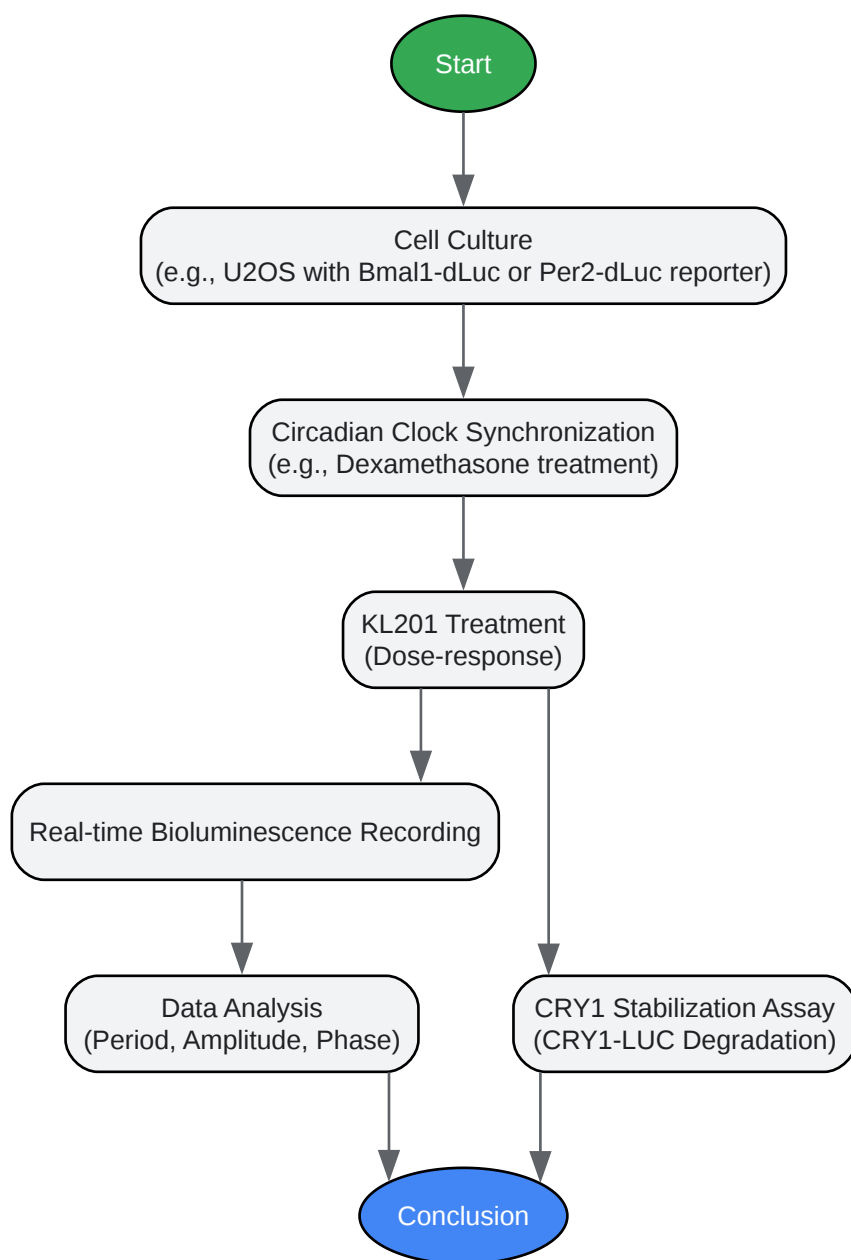 Start
Cell Culture
(e.g., U2OS with Bmal1-dLuc or Per2-dLuc reporter)
Circadian Clock Synchronization
(e.g., Dexamethasone treatment)
KL201 Treatment
(Dose-response)
Real-time Bioluminescence Recording
Data Analysis
(Period, Amplitude, Phase)
CRY1 Stabilization Assay
(CRY1-LUC Degradation)
Conclusion